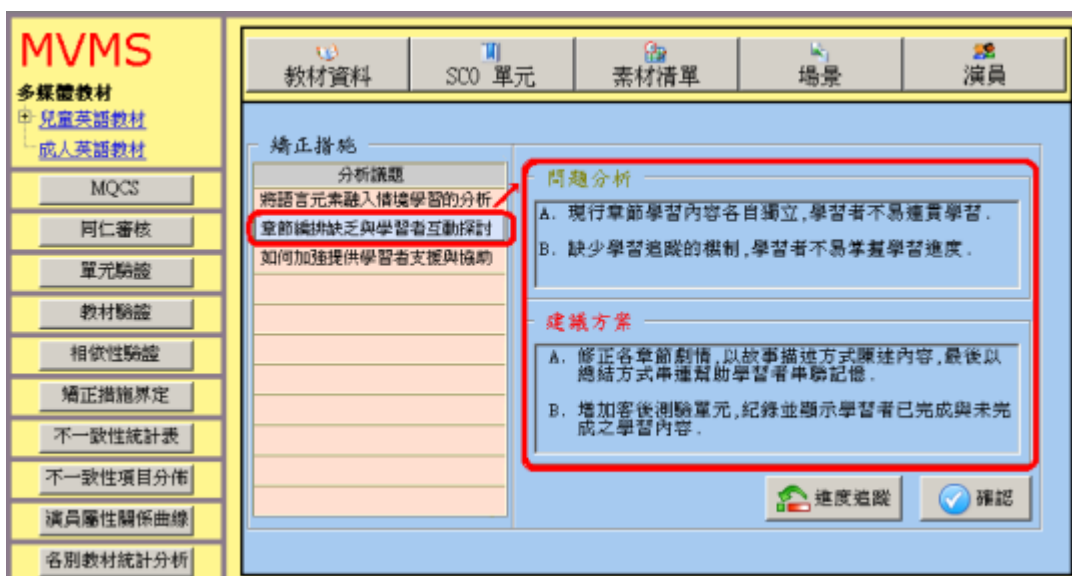 MVMS
多媒體教材
兒童英語教材
成人英語教材
MQCS
同仁審核
單元驗證
教材驗證
相依性驗證
矯正措施界定
不一致性統計表
不一致性項目分佈
演員屬性關係曲線
各別教材統計分析
教材資料
SCO 單元
素材清單
場景
演員
矯正措施
分析議題
將語言元素融入情境學習的分析
章節編排缺乏與學習者互動探討
如何加強提供學習者支援與協助
問題分析
A. 現行章節學習內容各自獨立,學習者不易連貫學習.
B. 缺少學習追蹤的機制,學習者不易掌握學習進度.
建議方案
A. 修正各章節劇情,以故事描述方式陳述內容,最後以
總結方式串連幫助學習者串聯記憶.
B. 增加客後測驗單元,紀錄並顯示學習者已完成與未完
成之學習內容.
進度追蹤
確認